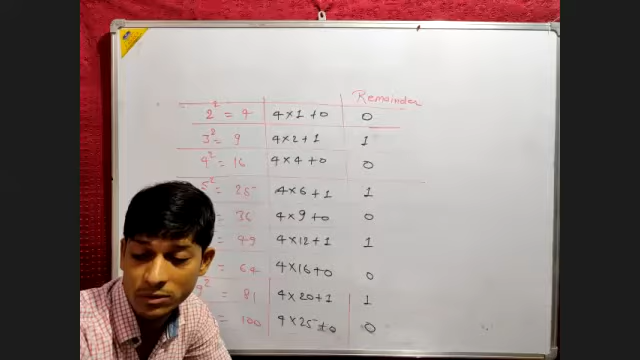 Remainder
2² = 4 4×1+0 0
3² = 9 4×2+1 1
4² = 16 4×4+0 0
5² = 25 4×6+1 1
= 36 4×9+0 0
= 49 4×12+1 1
= 64 4×16+0 0
9² = 81 4×20+1 1
= 100 4×25+0 0